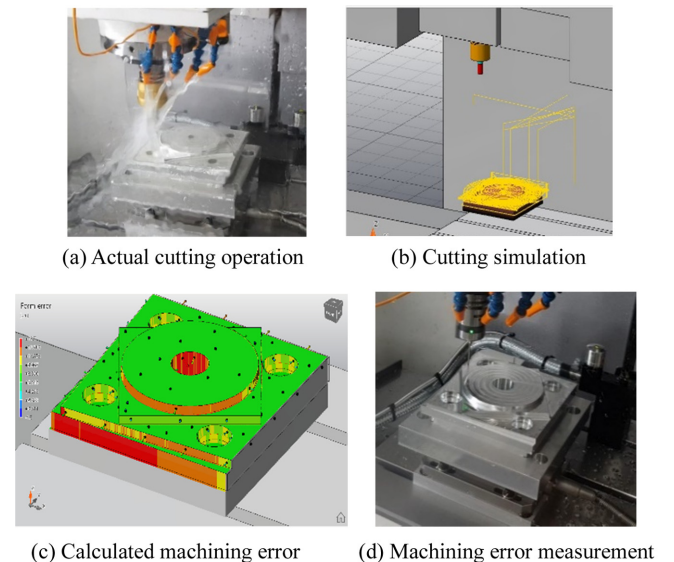 (a) Actual cutting operation
(b) Cutting simulation
Form error
(c) Calculated machining error
(d) Machining error measurement